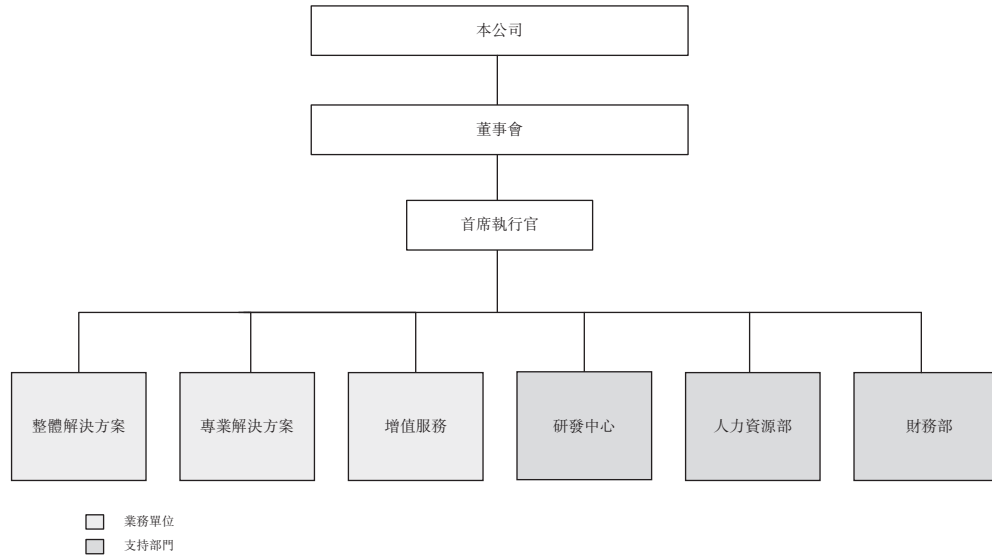 本公司
董事會
首席執行官
整體解決方案
專業解決方案
增值服務
研發中心
人力資源部
財務部
業務單位
支持部門